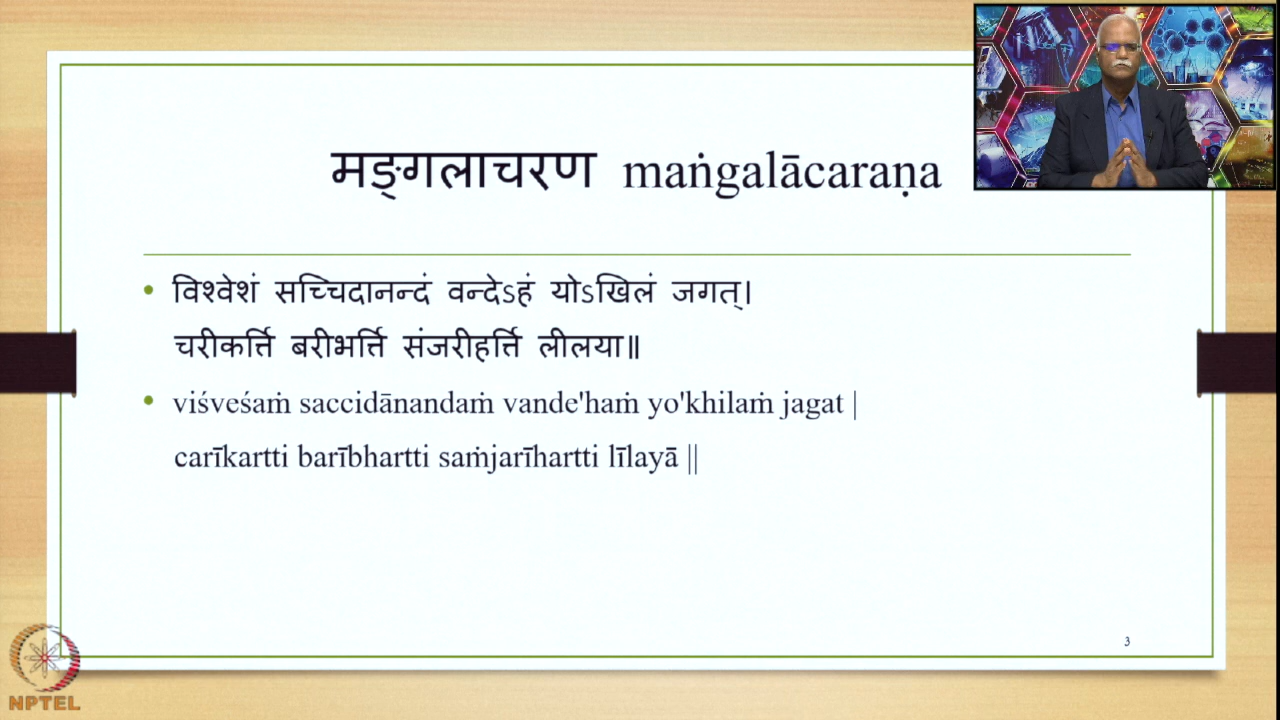 मङ्गलाचरण maṅgalācaraṇa
• विश्वेशं सच्चिदानन्दं वन्देऽहं योऽखिलं जगत्।
चरीकर्त्ति बरीभर्त्ति संजरीहर्त्ति लीलया॥
• viśveśaṁ saccidānandaṁ vande'haṁ yo'khilaṁ jagat |
carīkartti barībhartti saṁjarīhartti līlayā ||
3
NPTEL